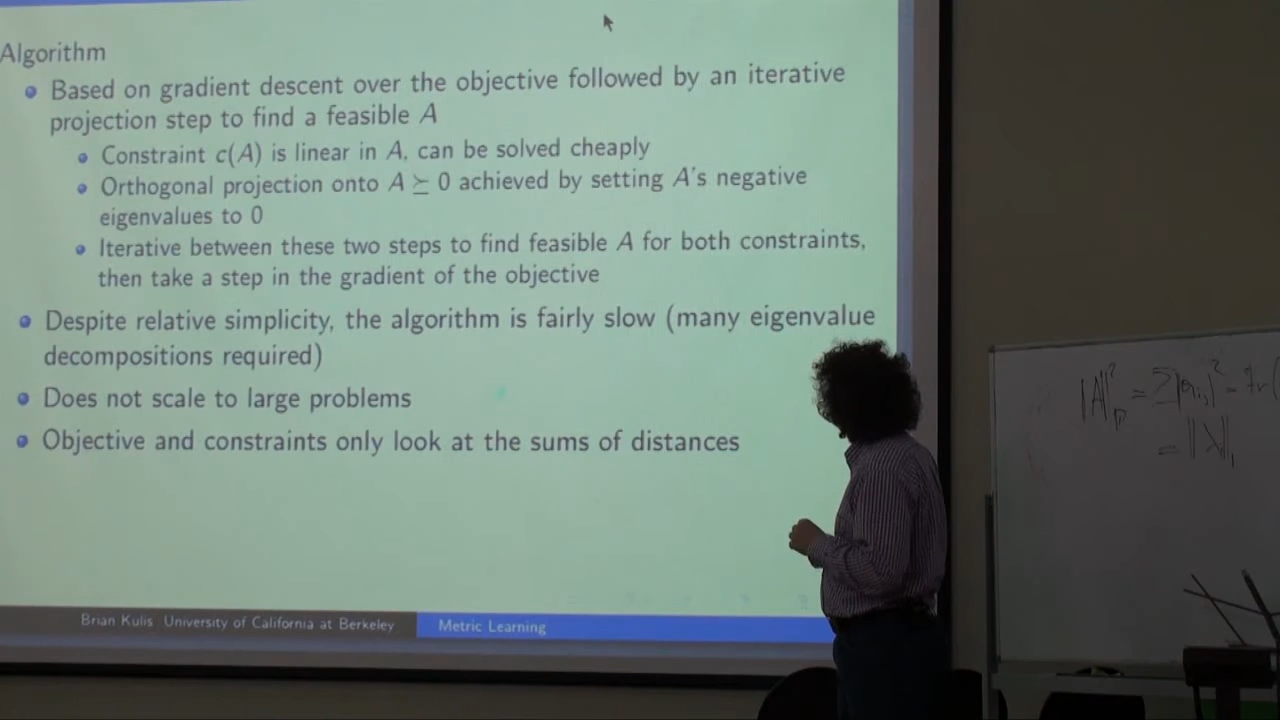 Algorithm
Based on gradient descent over the objective followed by an iterative
projection step to find a feasible A
Constraint c(A) is linear in A, can be solved cheaply
Orthogonal projection onto A ⪰ 0 achieved by setting A's negative
eigenvalues to 0
Iterative between these two steps to find feasible A for both constraints,
then take a step in the gradient of the objective
Despite relative simplicity, the algorithm is fairly slow (many eigenvalue
decompositions required)
Does not scale to large problems
Objective and constraints only look at the sums of distances
Brian Kulis University of California at Berkeley
Metric Learning